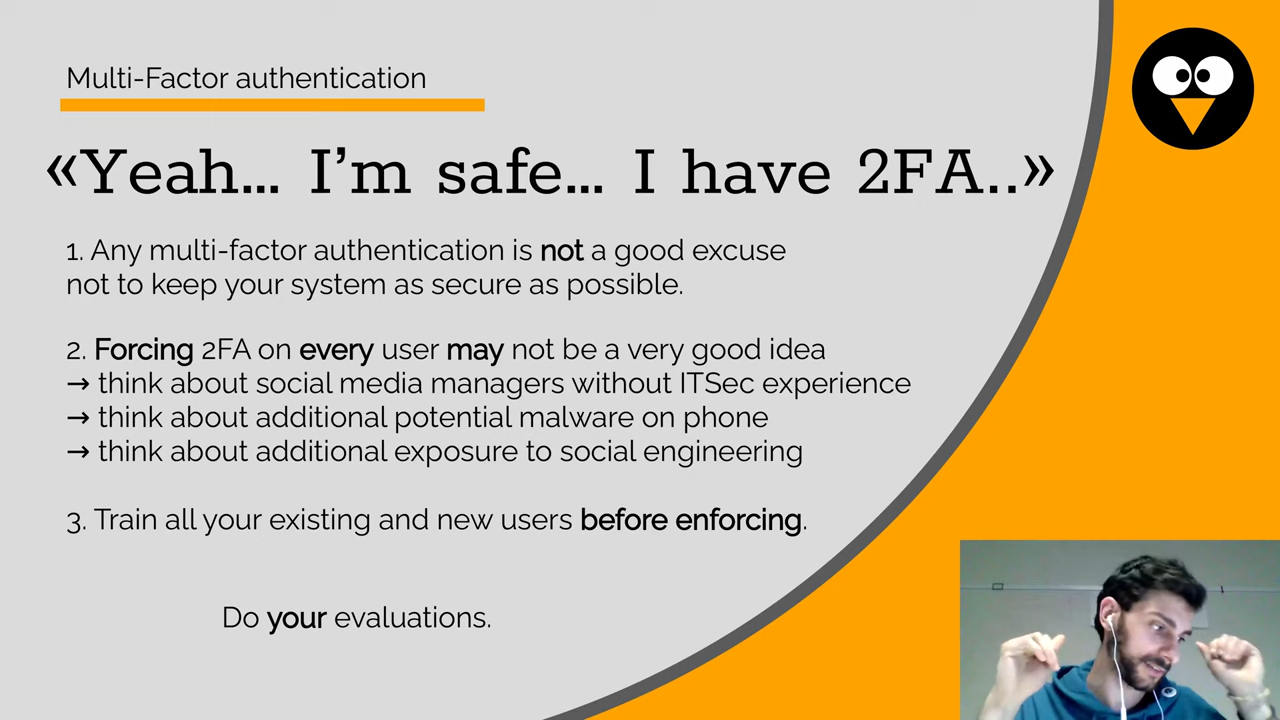 Multi-Factor authentication
«Yeah... I'm safe... I have 2FA..»
1. Any multi-factor authentication is not a good excuse
not to keep your system as secure as possible.
2. Forcing 2FA on every user may not be a very good idea
→ think about social media managers without ITSec experience
→ think about additional potential malware on phone
→ think about additional exposure to social engineering
3. Train all your existing and new users before enforcing.
Do your evaluations.